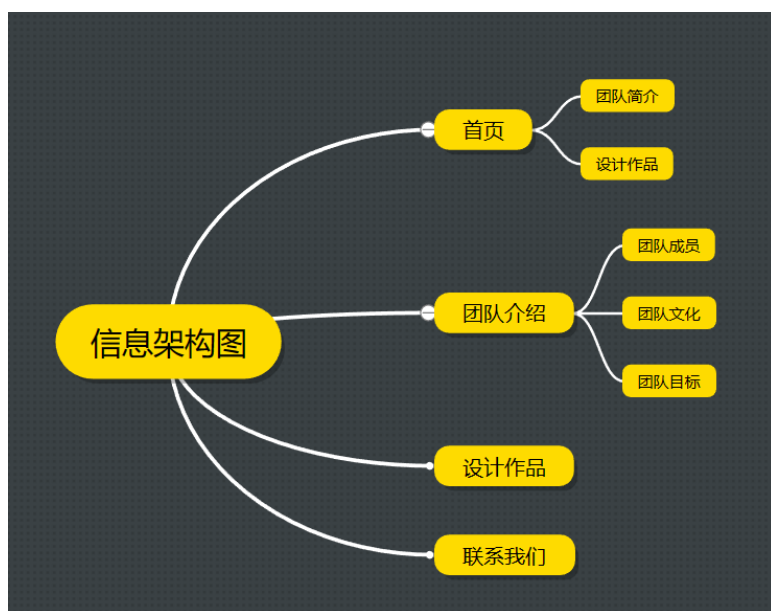 信息架构图
首页
团队简介
设计作品
团队介绍
团队成员
团队文化
团队目标
设计作品
联系我们